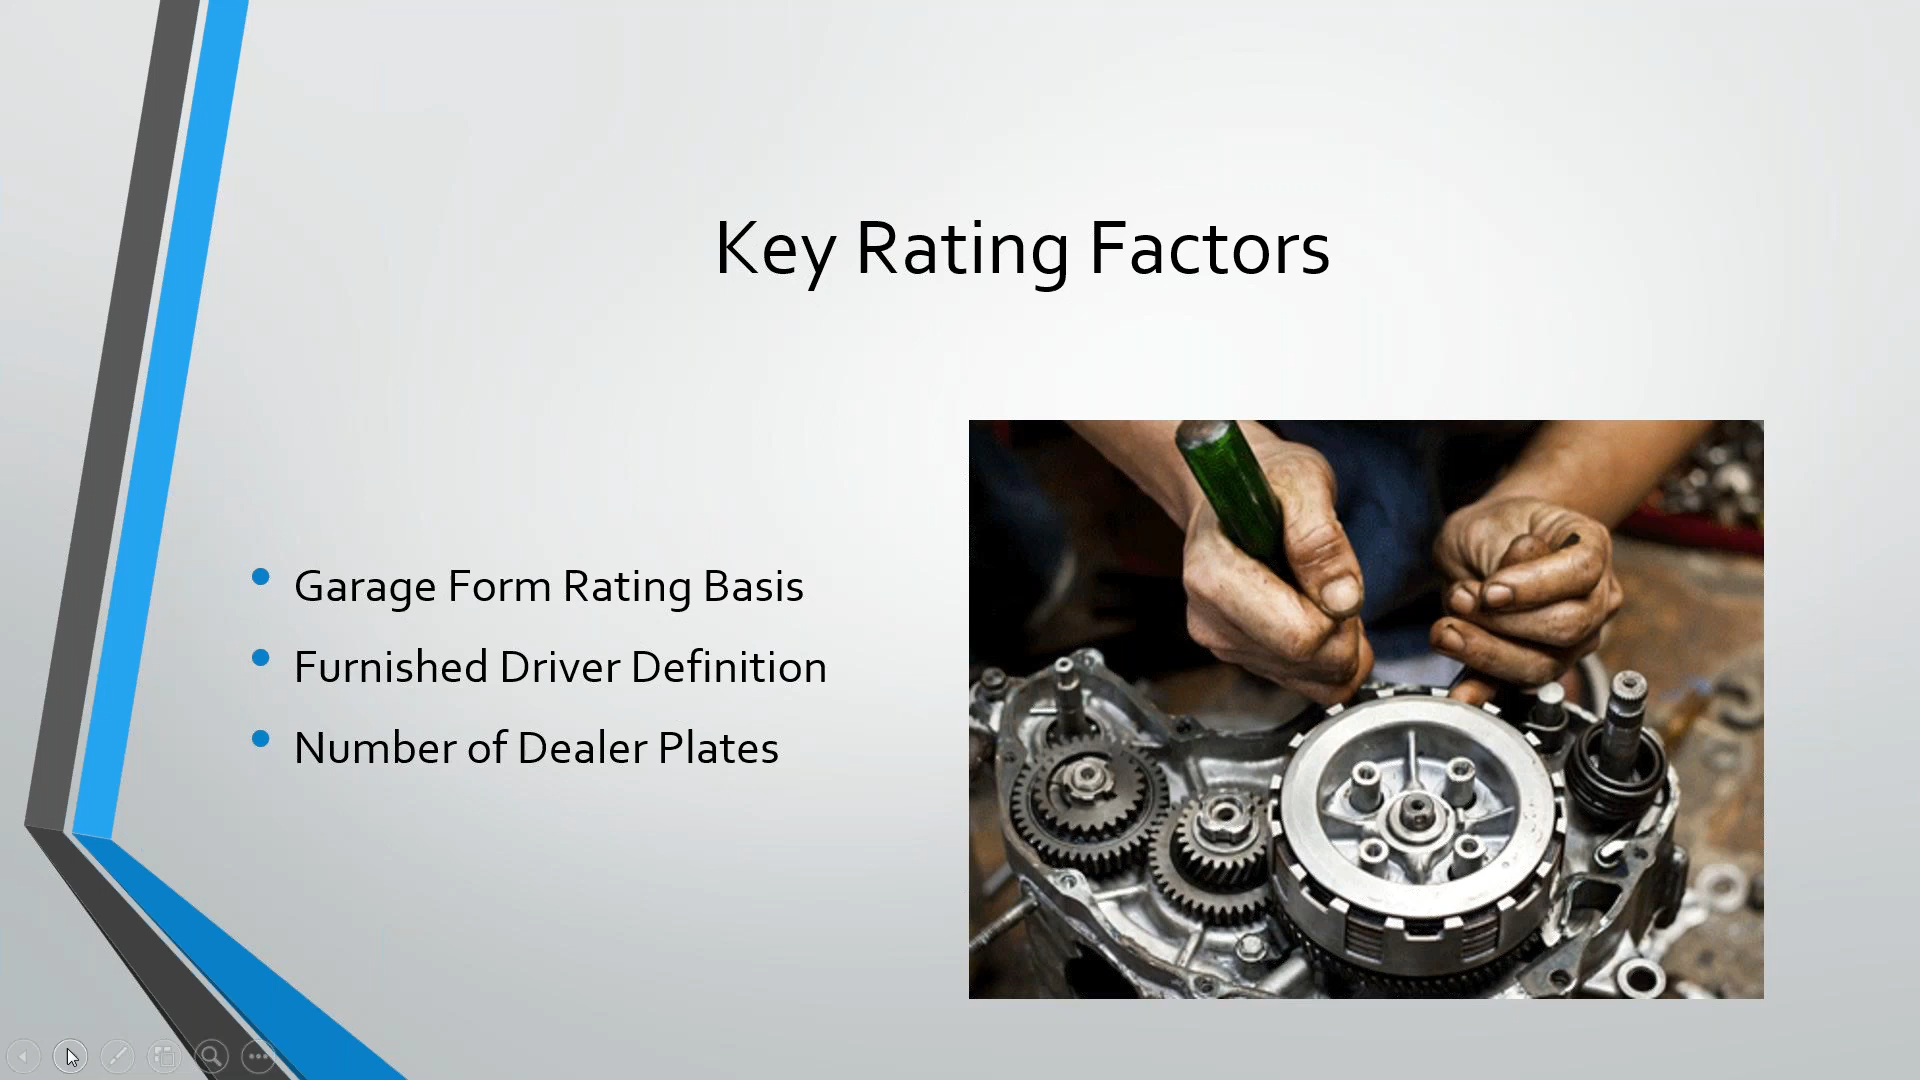 Key Rating Factors
Garage Form Rating Basis
Furnished Driver Definition
Number of Dealer Plates